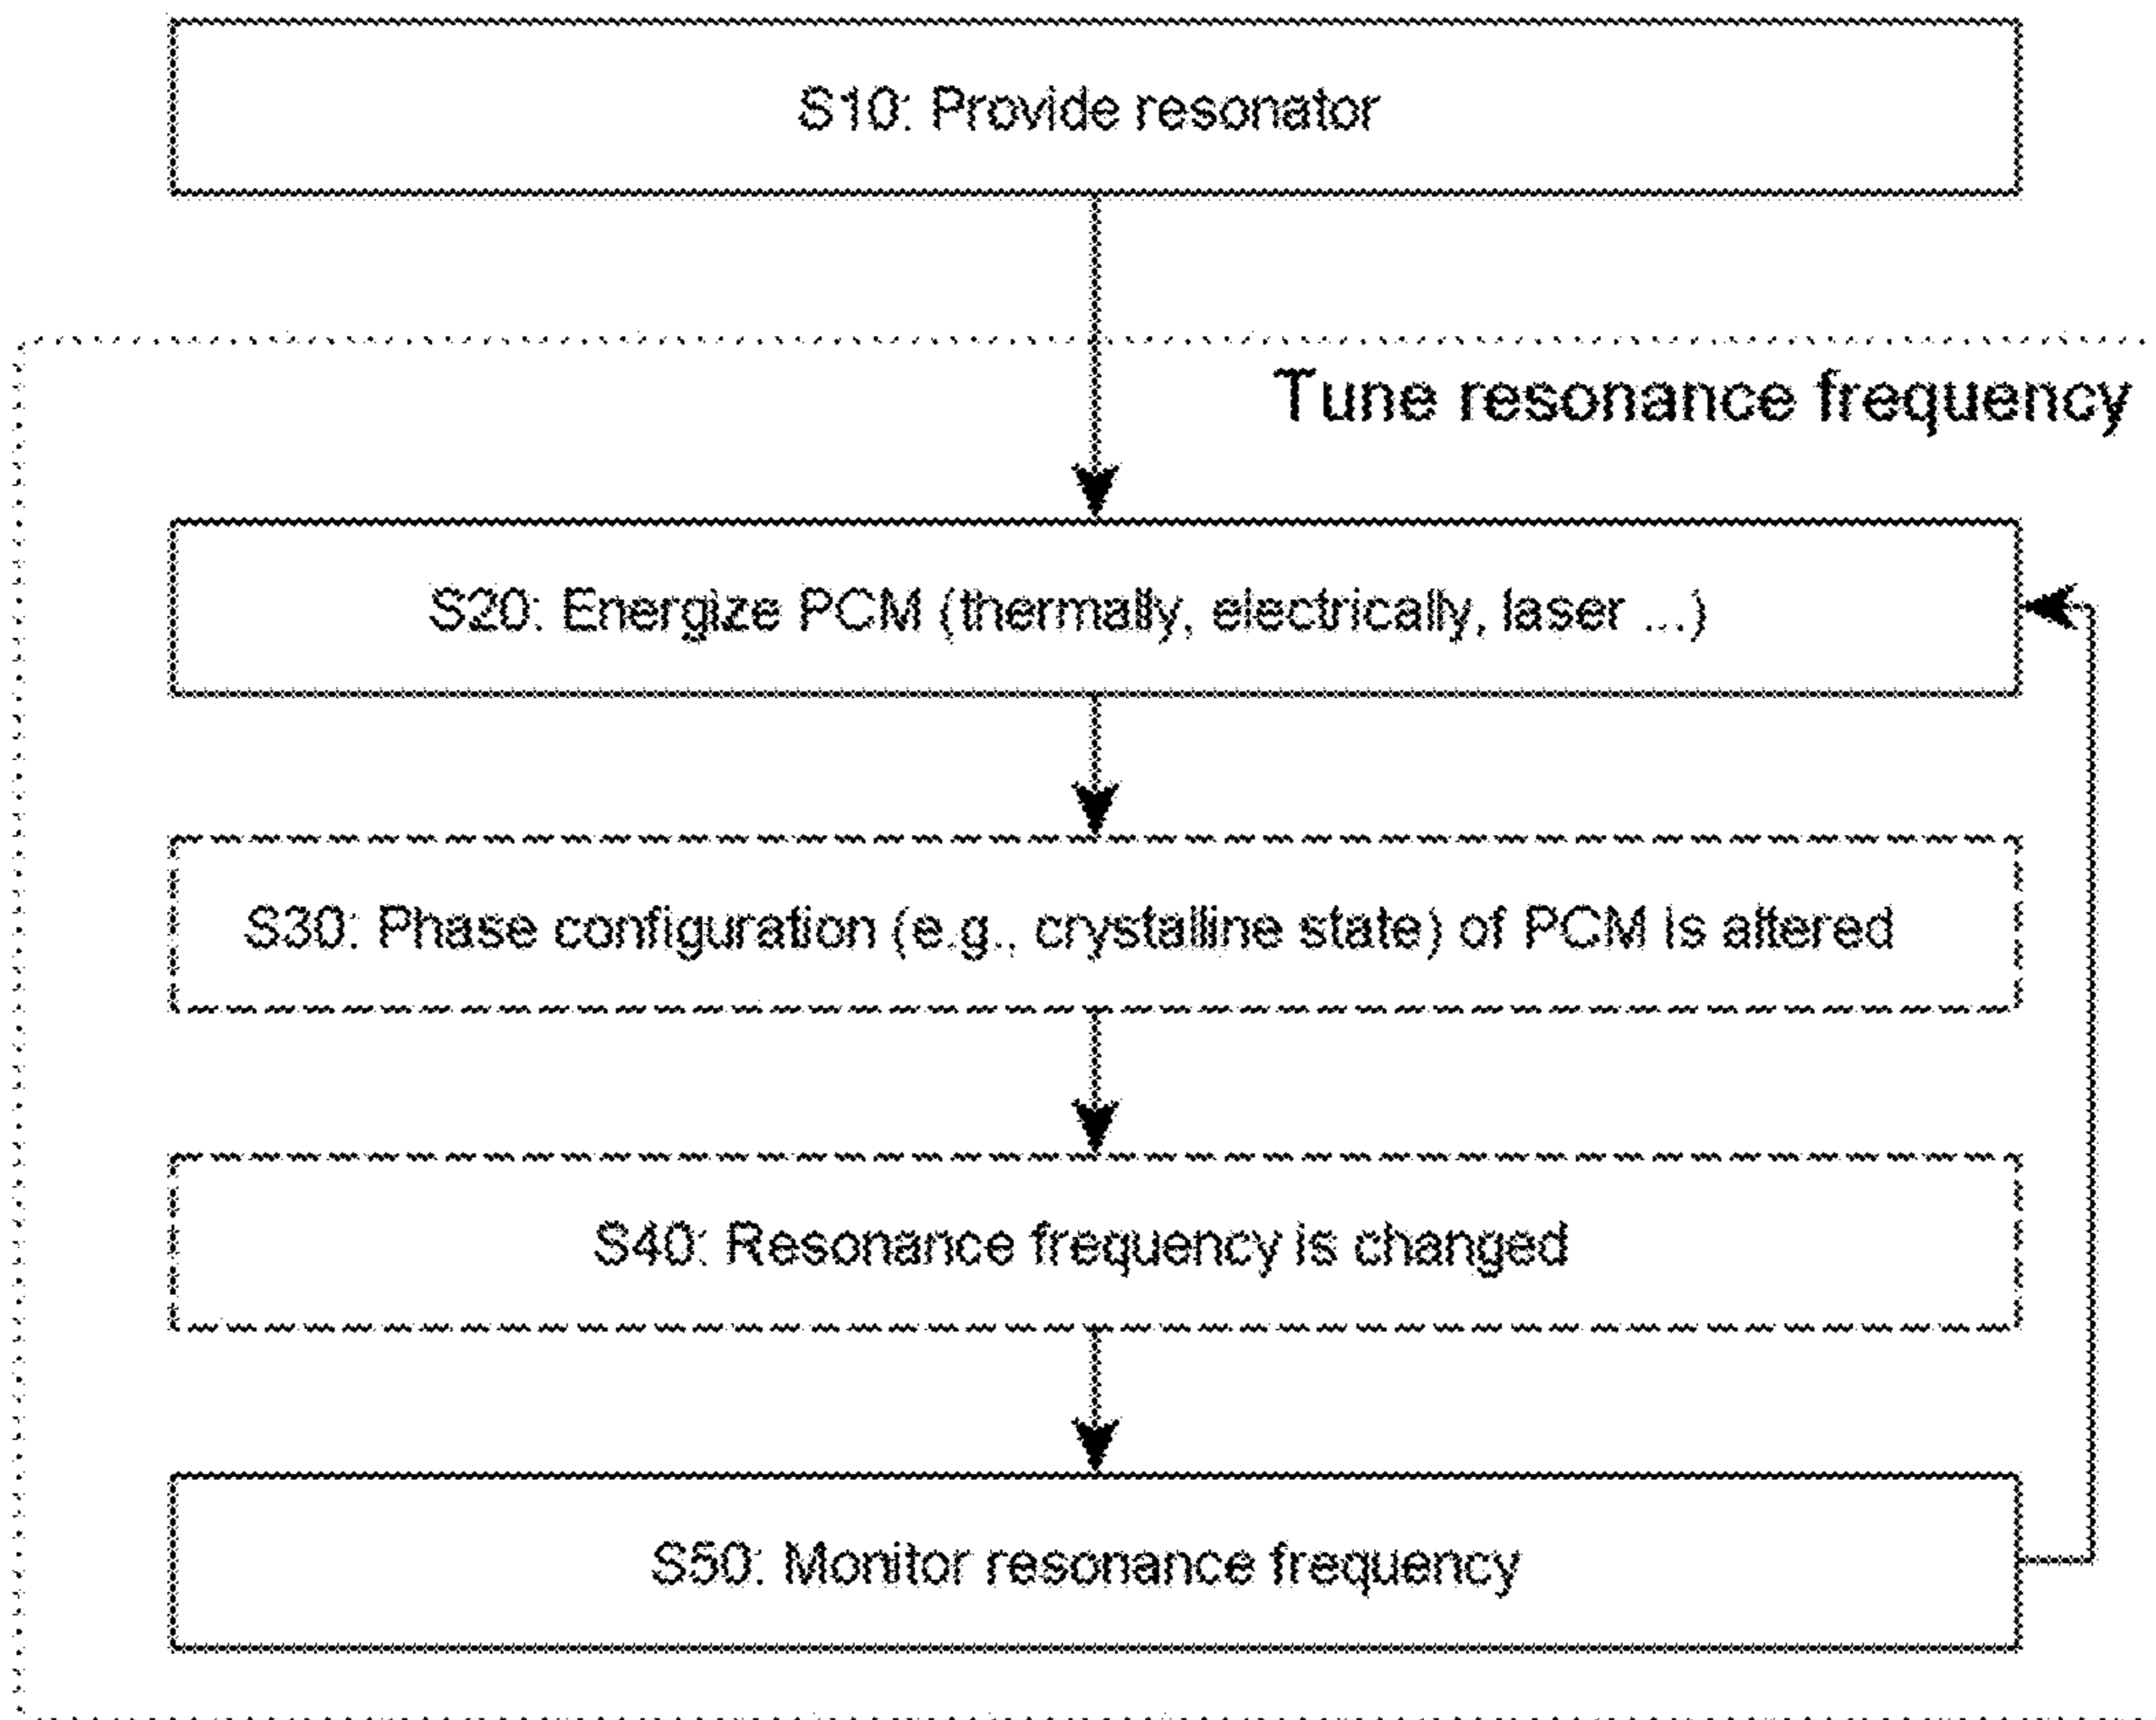 S10: Provide resonator
Tune resonance frequency
S20: Energize PCM (thermally, electrically, laser ...)
S30: Phase configuration (e.g., crystalline state) of PCM is altered
S40: Resonance frequency is changed
S50: Monitor resonance frequency